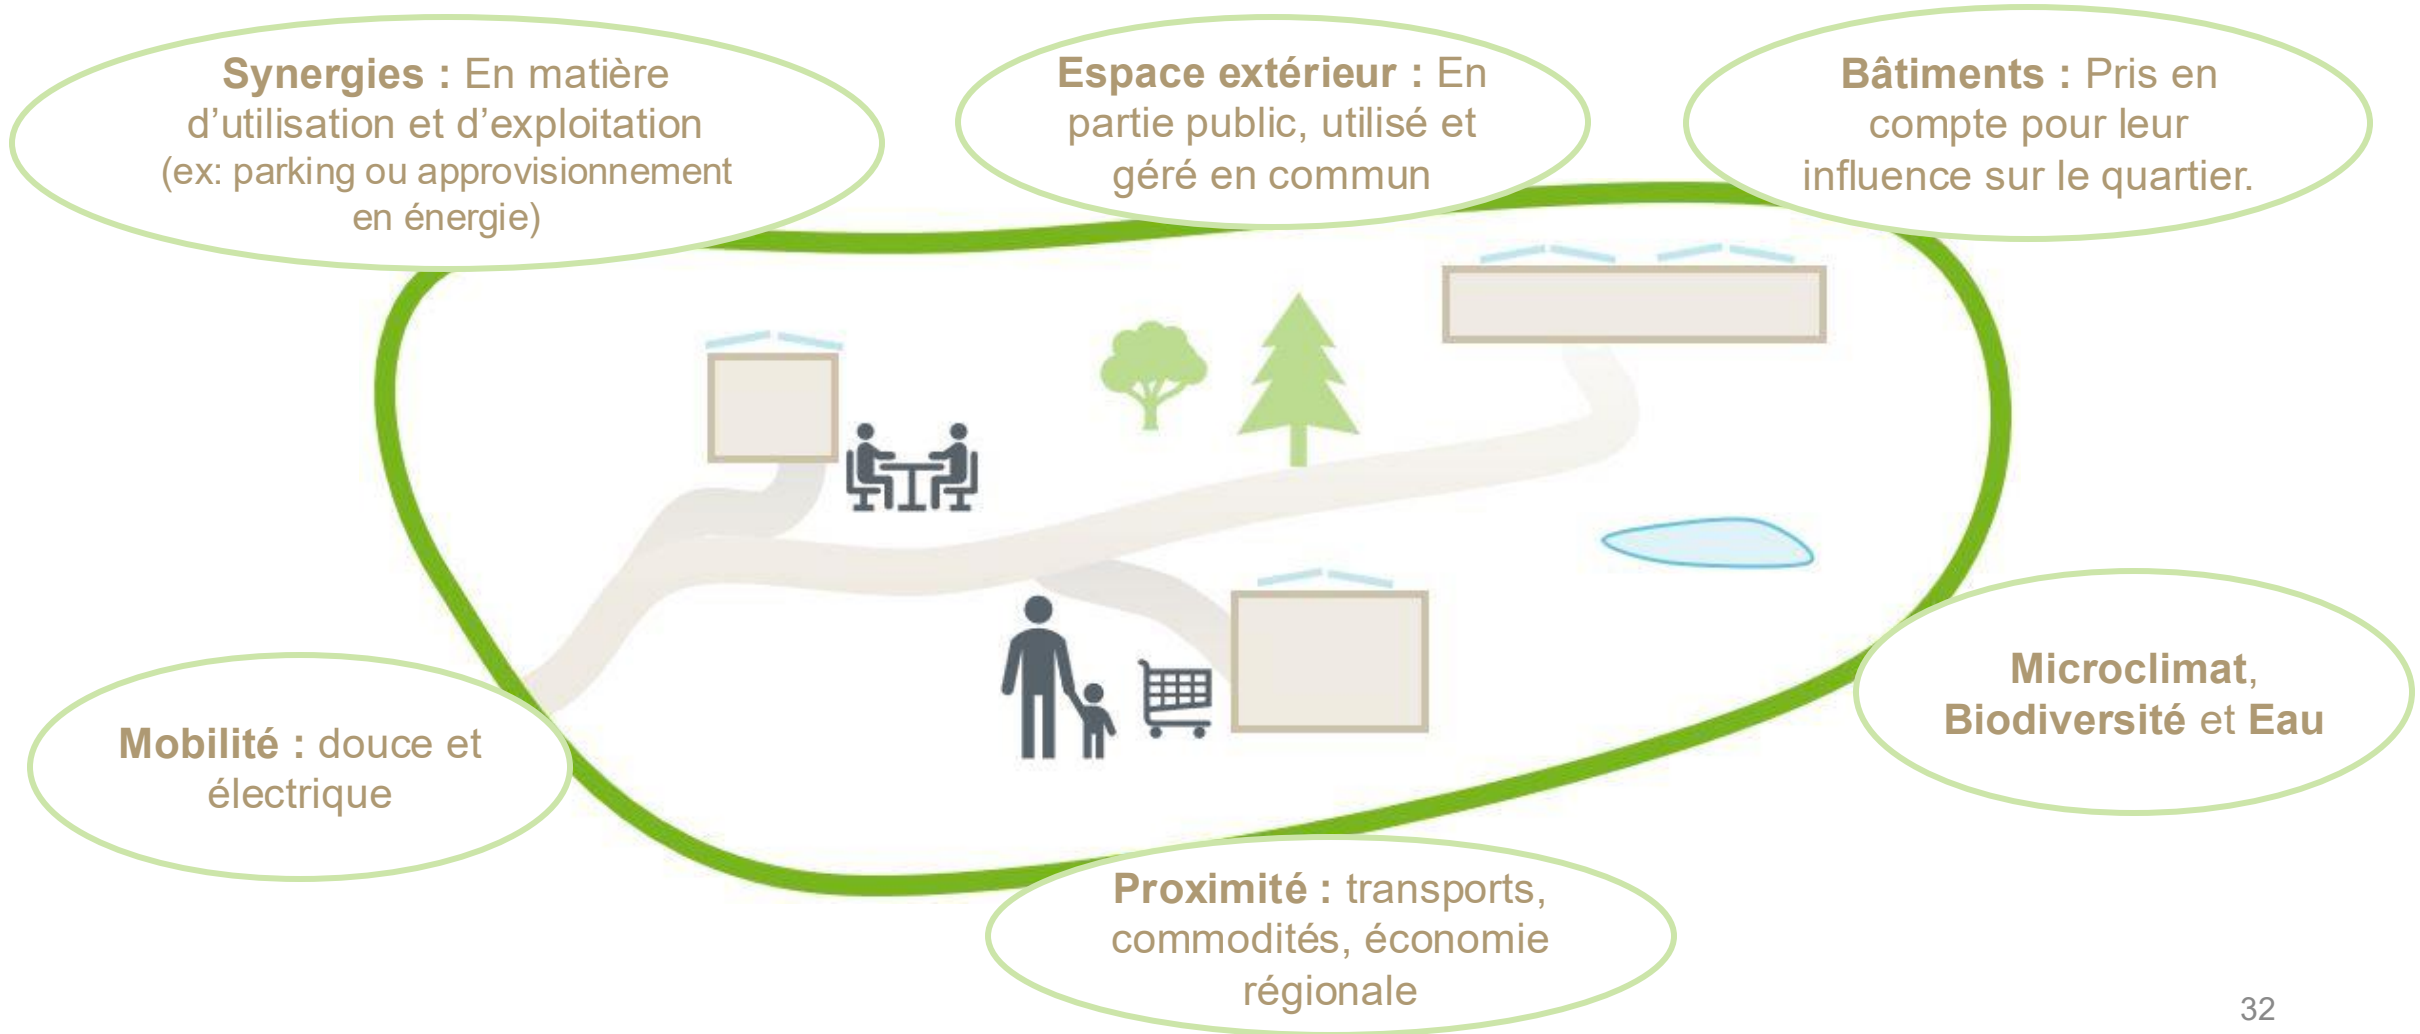 Synergies : En matière
d’utilisation et d’exploitation
(ex: parking ou approvisionnement
en énergie)
Espace extérieur : En
partie public, utilisé et
géré en commun
Bâtiments : Pris en
compte pour leur
influence sur le quartier.
Mobilité : douce et
électrique
Microclimat,
Biodiversité et Eau
Proximité : transports,
commodités, économie
régionale
32